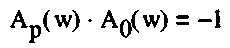 Aₚ(w) · A₀(w) = −1